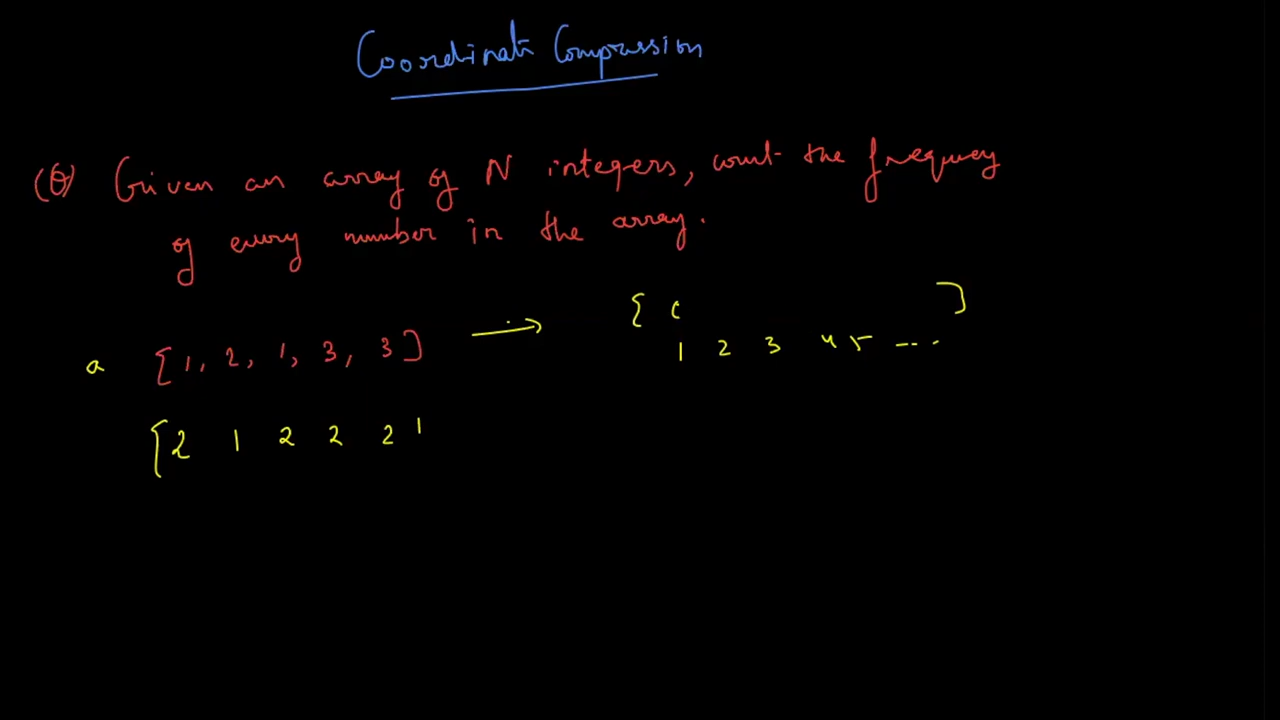 Coordinate Compression
(Q) Given an array of N integers, count the frequency
of every number in the array.
{ 0 ]
1 2 3 4 5 ---
a [1, 2, 1, 3, 3]
[2 1 2 2 2 1